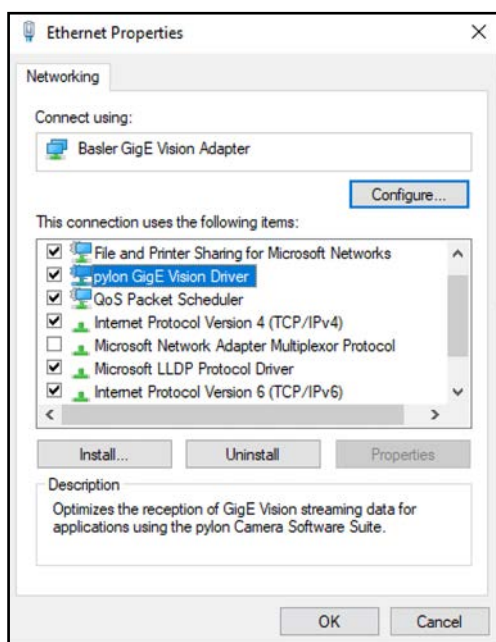 Ethernet Properties
Networking
Connect using:
Basler GigE Vision Adapter
Configure...
This connection uses the following items:
File and Printer Sharing for Microsoft Networks
pylon GigE Vision Driver
QoS Packet Scheduler
Internet Protocol Version 4 (TCP/IPv4)
Microsoft Network Adapter Multiplexor Protocol
Microsoft LLDP Protocol Driver
Internet Protocol Version 6 (TCP/IPv6)
Install... Uninstall Properties
Description
Optimizes the reception of GigE Vision streaming data for
applications using the pylon Camera Software Suite.
OK Cancel